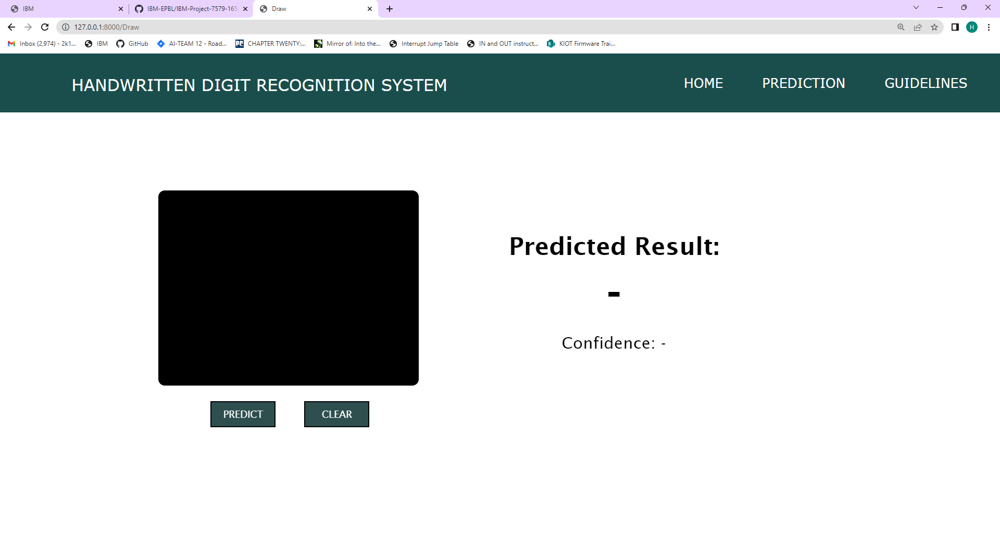 IBM
IBM-EPBL/IBM-Project-7579-165
Draw
127.0.0.1:8000/Draw
H
Inbox (2,974) - 2k1...
IBM
GitHub
AI-TEAM 12 - Road...
CHAPTER TWENTY:...
Mirror of: Into the...
Interrupt Jump Table
IN and OUT instruct...
KIOT Firmware Trai...
HANDWRITTEN DIGIT RECOGNITION SYSTEM
HOME
PREDICTION
GUIDELINES
Predicted Result:
-
Confidence: -
PREDICT
CLEAR